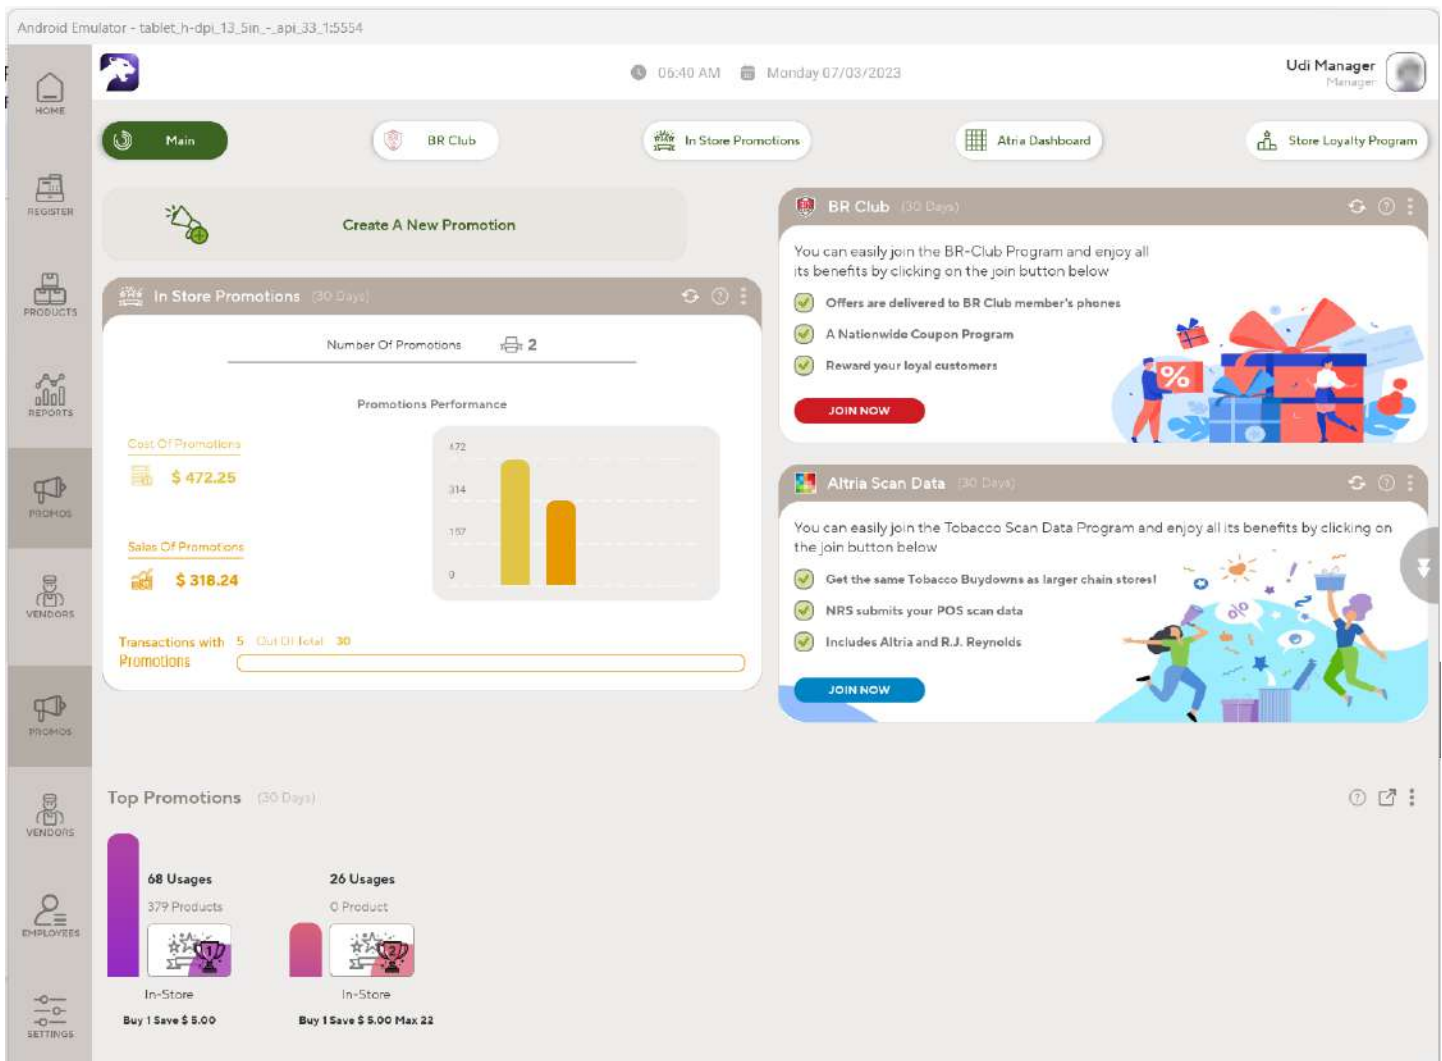 Android Emulator - tablet_h-dpi_13_5in_-_api_33_1:5554
06:40 AM Monday 07/03/2023
Udi Manager
Manager
HOME
REGISTER
PRODUCTS
REPORTS
PROMOS
VENDORS
PROMOS
VENDORS
EMPLOYEES
SETTINGS
Main
BR Club
In Store Promotions
Atria Dashboard
Store Loyalty Program
Create A New Promotion
In Store Promotions (30 Days)
Number Of Promotions 2
Promotions Performance
Cost Of Promotions
$ 472.25
Sales Of Promotions
$ 318.24
472
314
157
0
Transactions with 5 Out Of Total 30
Promotions
BR Club (30 Days)
You can easily join the BR-Club Program and enjoy all
its benefits by clicking on the join button below
Offers are delivered to BR Club member's phones
A Nationwide Coupon Program
Reward your loyal customers
JOIN NOW
%
Altria Scan Data (30 Days)
You can easily join the Tobacco Scan Data Program and enjoy all its benefits by clicking on
the join button below
Get the same Tobacco Buydowns as larger chain stores!
NRS submits your POS scan data
Includes Altria and R.J. Reynolds
JOIN NOW
Top Promotions (30 Days)
68 Usages
379 Products
1
In-Store
Buy 1 Save $ 5.00
26 Usages
0 Product
2
In-Store
Buy 1 Save $ 5.00 Max 22